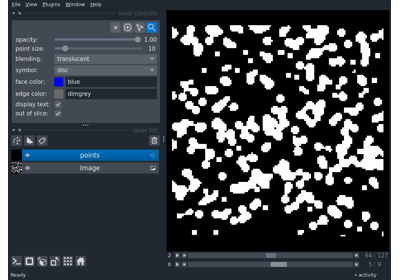 File View Plugins Window Help
layer controls
opacity: 1.00
point size: 10
blending: translucent
symbol: disc
face color: blue
edge color: dimgrey
display text:
out of slice:
layer list
points
Image
2 64 127
0 5 9
Ready
activity